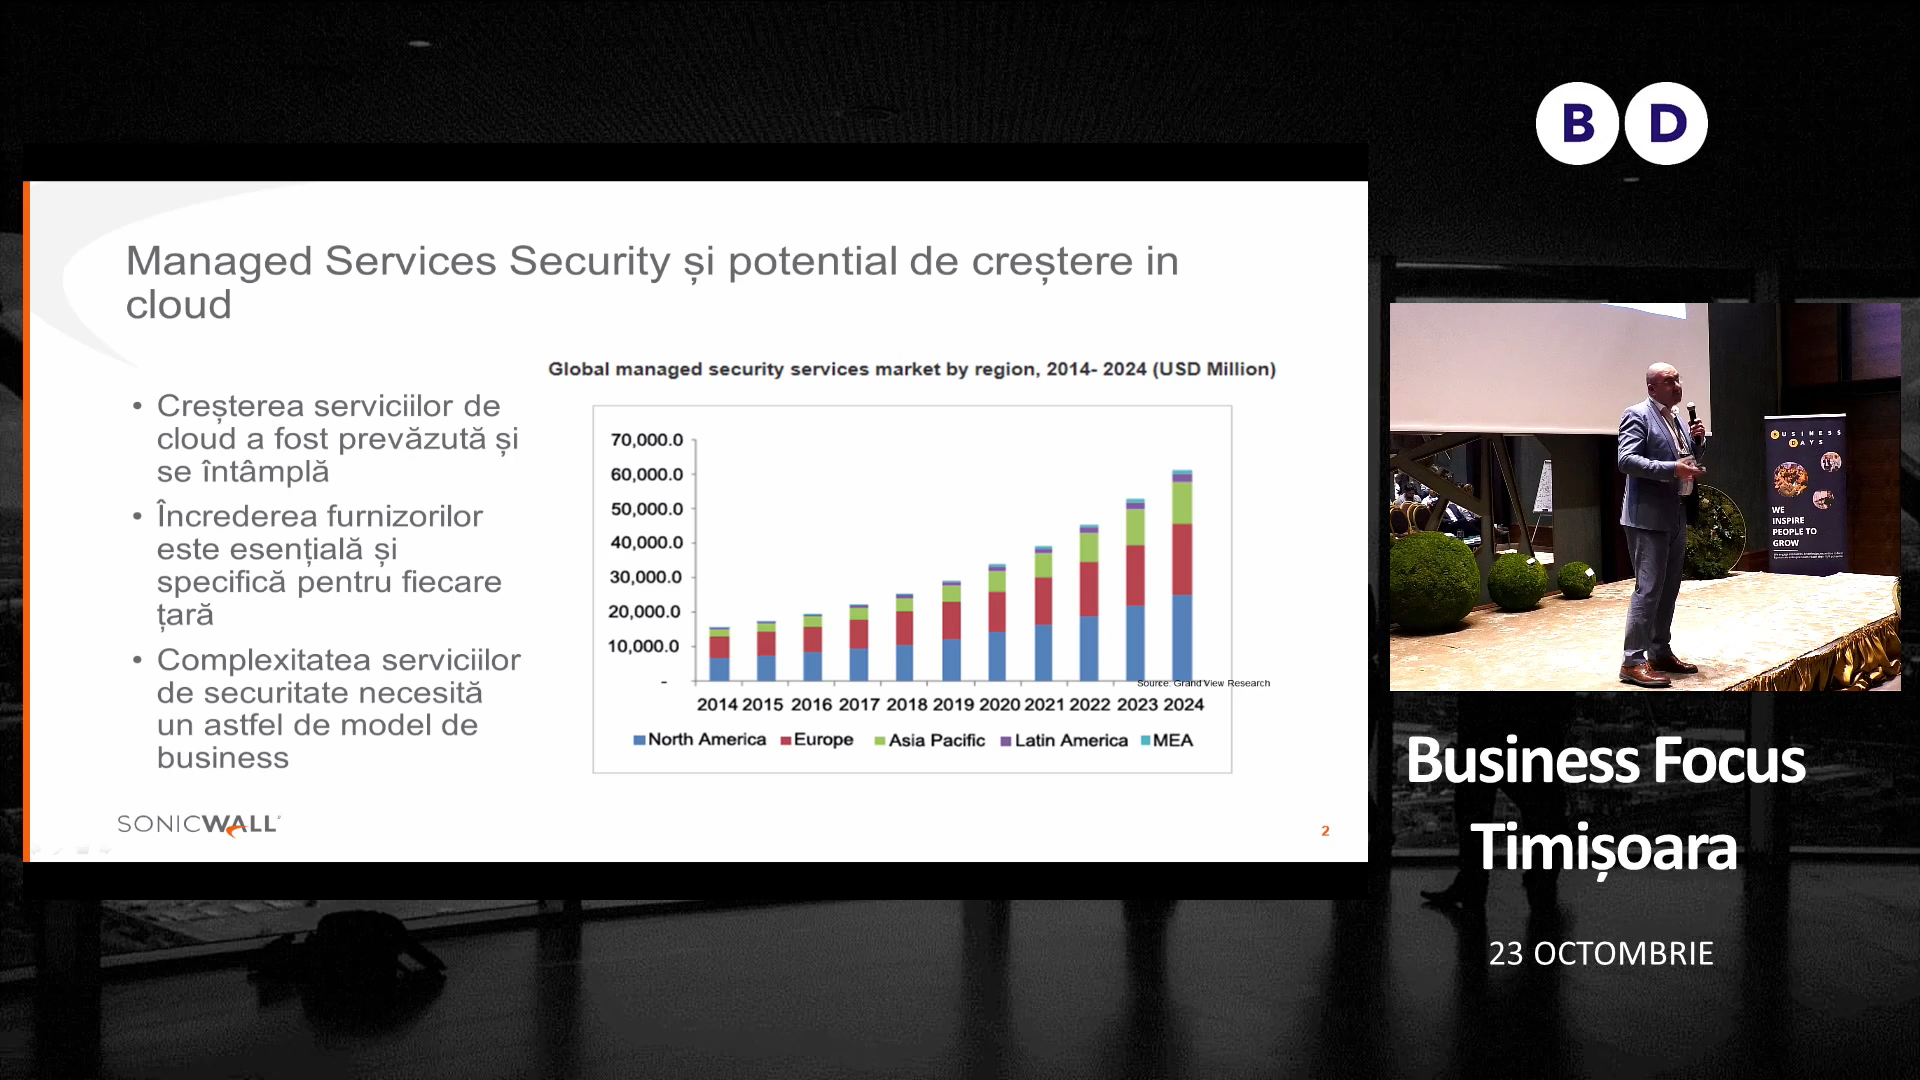 B D
Managed Services Security și potential de creștere in
cloud
Global managed security services market by region, 2014- 2024 (USD Million)
• Creșterea serviciilor de
cloud a fost prevăzută și
se întâmplă
• Încrederea furnizorilor
este esențială și
specifică pentru fiecare
țară
• Complexitatea serviciilor
de securitate necesită
un astfel de model de
business
70,000.0
60,000.0
50,000.0
40,000.0
30,000.0
20,000.0
10,000.0
-
Source: Grand View Research
2014 2015 2016 2017 2018 2019 2020 2021 2022 2023 2024
North America Europe Asia Pacific Latin America MEA
SONICWALL
2
BUSINESS
DAYS
WE
INSPIRE
PEOPLE TO
GROW
Business Focus
Timișoara
23 OCTOMBRIE